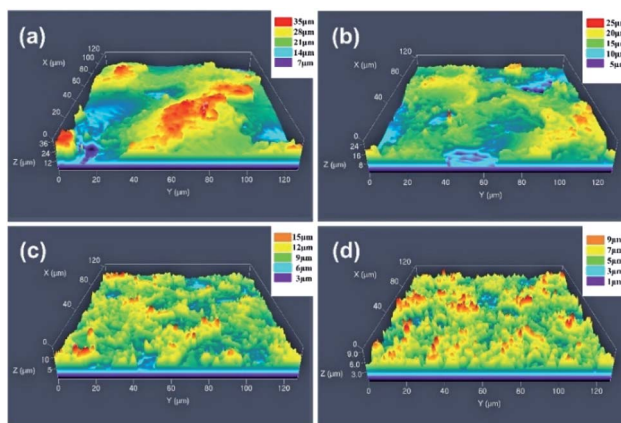 (a)
35µm
28µm
21µm
14µm
7µm
X (µm)
120
100
80
60
40
20
0
36
24
12
Z (µm)
0 20 40 60 80 100 120
Y (µm)
(b)
25µm
20µm
15µm
10µm
5µm
X (µm)
120
80
60
40
20
0
24
16
8
Z (µm)
0 20 40 60 80 100 120
Y (µm)
(c)
15µm
12µm
9µm
6µm
3µm
X (µm)
120
80
40
0
10
5
Z (µm)
0 20 40 60 80 100 120
Y (µm)
(d)
9µm
7µm
5µm
3µm
1µm
X (µm)
120
80
40
0
9.0
6.0
3.0
Z (µm)
0 20 40 60 80 100 120
Y (µm)